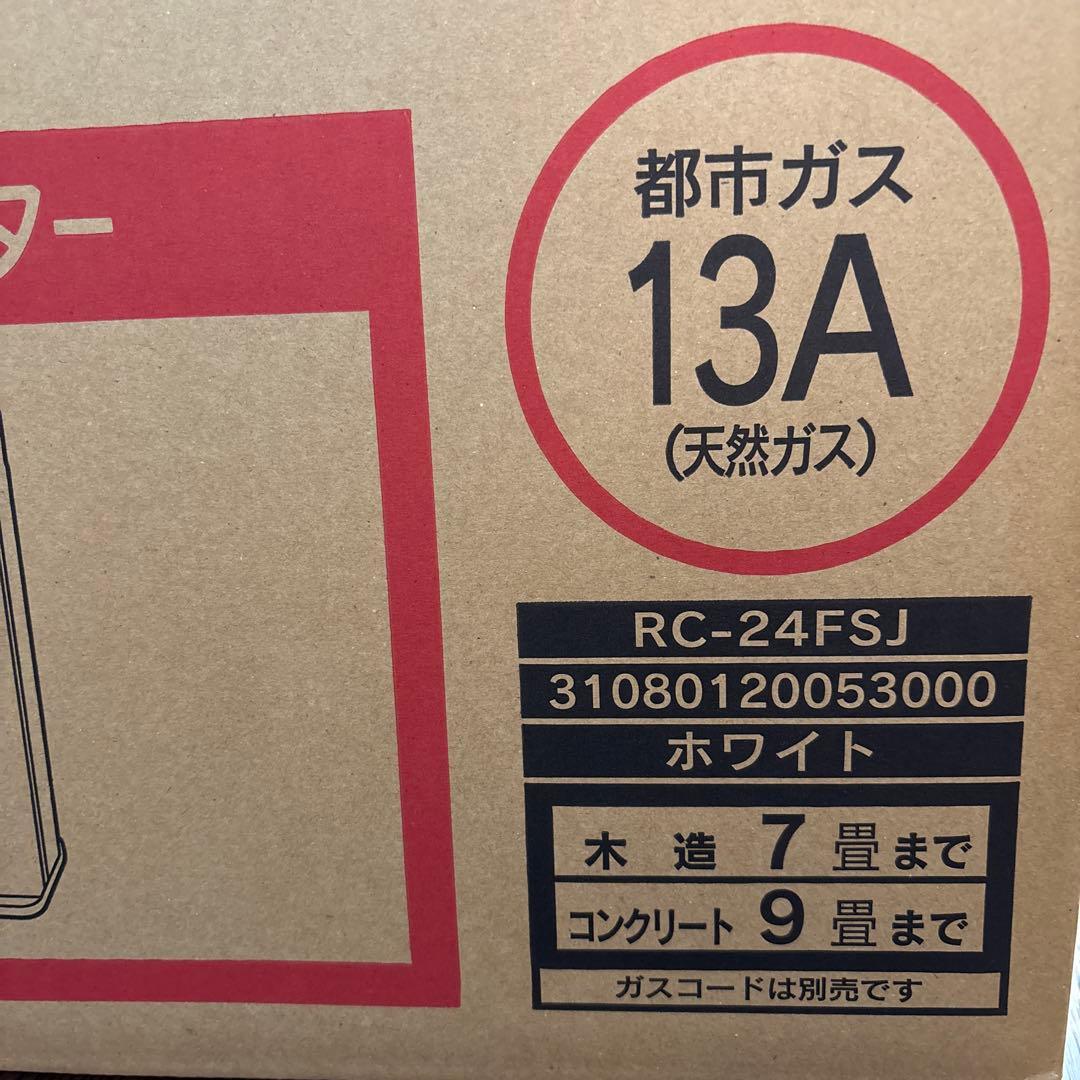 ター
都市ガス
13A
(天然ガス)
RC-24FSJ
31080120053000
ホワイト
木 造 7 畳まで
コンクリート 9 畳まで
ガスコードは別売です